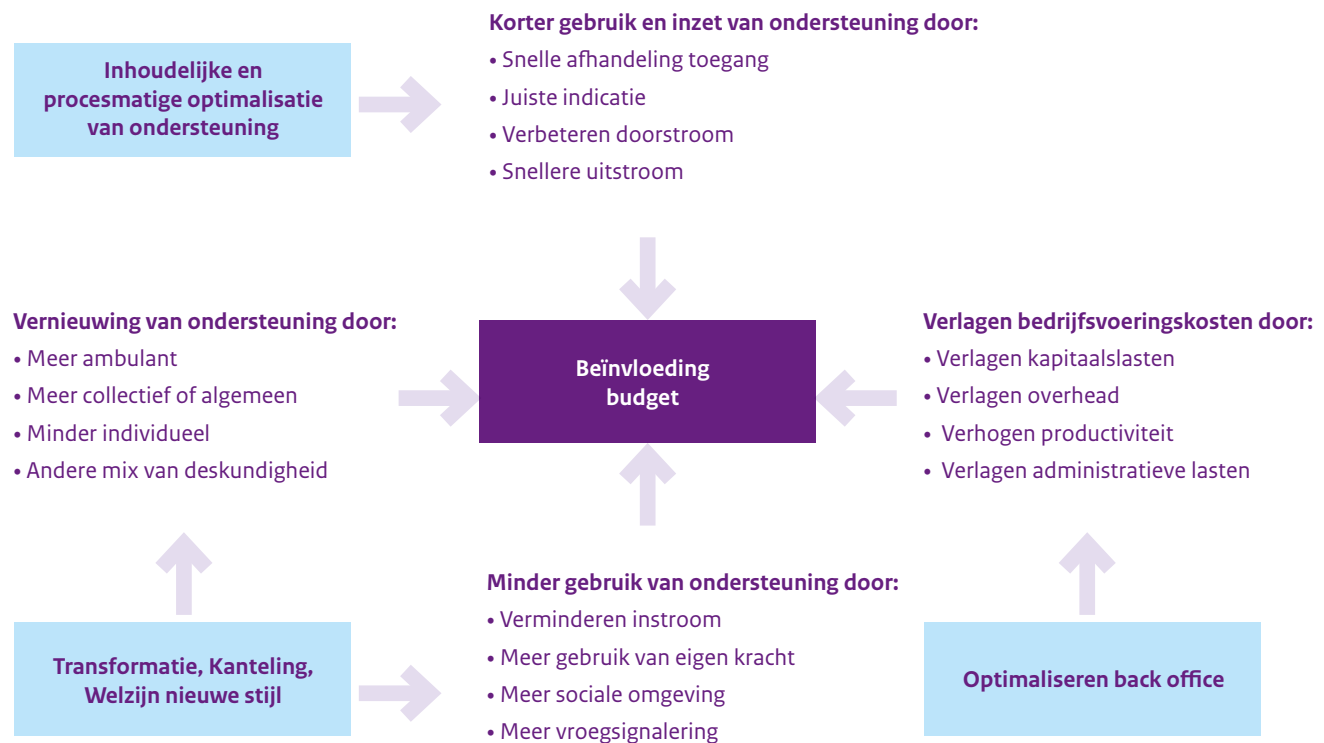 Korter gebruik en inzet van ondersteuning door:
• Snelle afhandeling toegang
• Juiste indicatie
• Verbeteren doorstroom
• Snellere uitstroom
Inhoudelijke en
procesmatige optimalisatie
van ondersteuning
Vernieuwing van ondersteuning door:
• Meer ambulant
• Meer collectief of algemeen
• Minder individueel
• Andere mix van deskundigheid
Beïnvloeding
budget
Verlagen bedrijfsvoeringskosten door:
• Verlagen kapitaalslasten
• Verlagen overhead
• Verhogen productiviteit
• Verlagen administratieve lasten
Transformatie, Kanteling,
Welzijn nieuwe stijl
Minder gebruik van ondersteuning door:
• Verminderen instroom
• Meer gebruik van eigen kracht
• Meer sociale omgeving
• Meer vroegsignalering
Optimaliseren back office